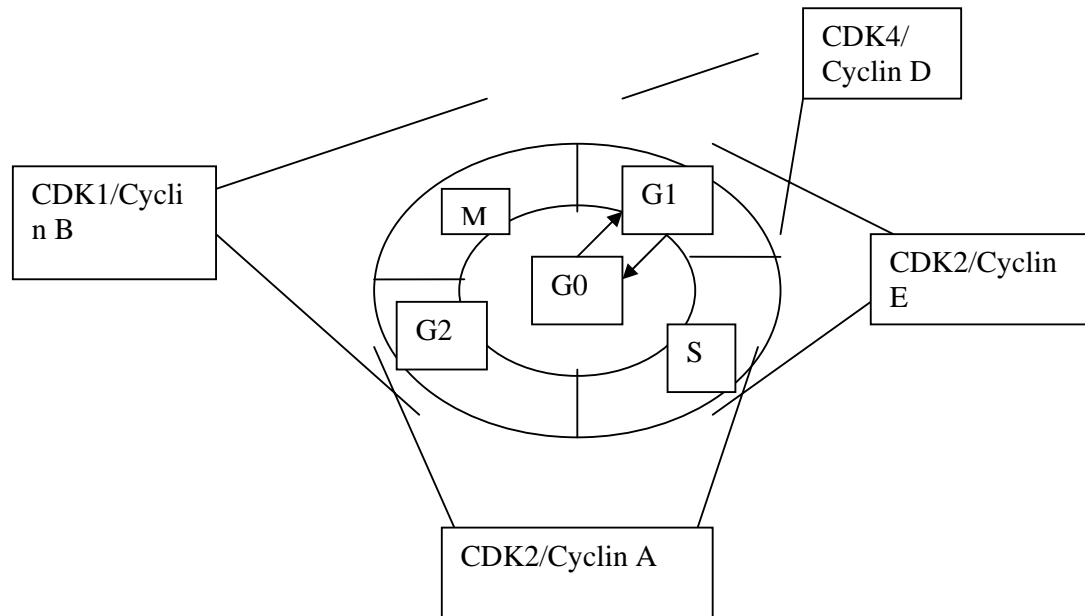 CDK4/
Cyclin D
CDK1/Cycli
n B
M
G1
G0
CDK2/Cyclin
E
G2
S
CDK2/Cyclin A